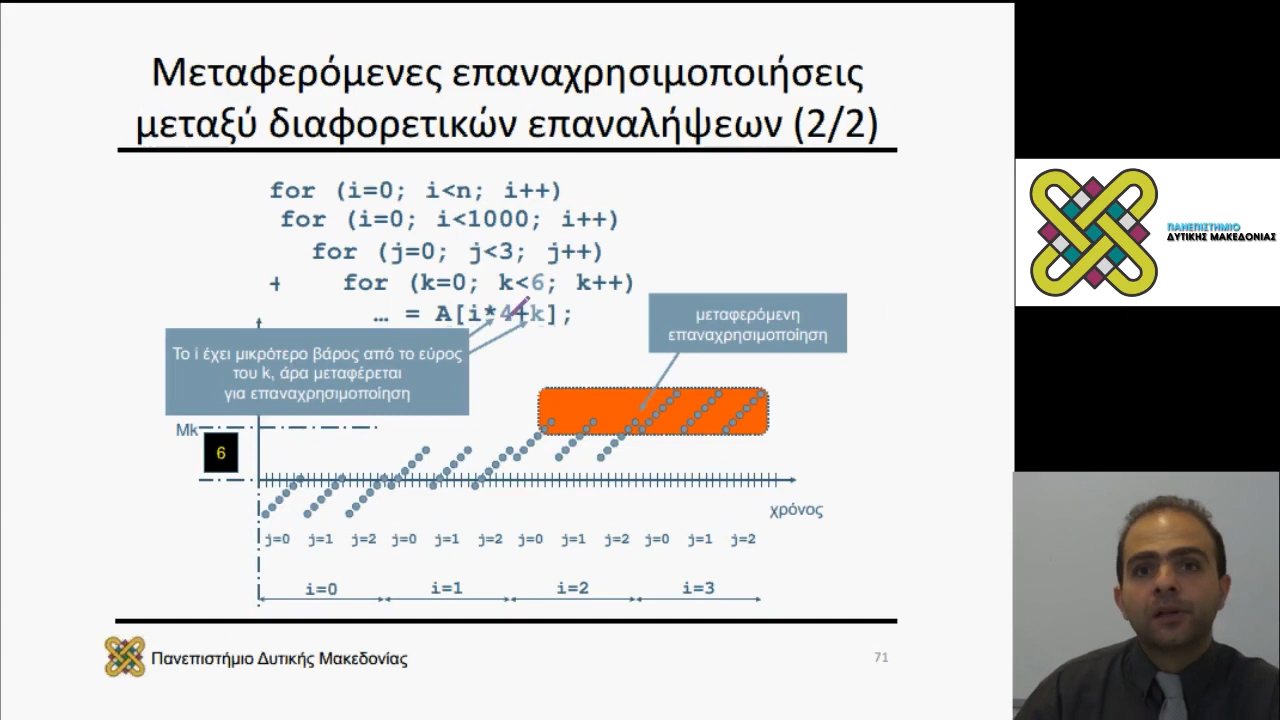 Μεταφερόμενες επαναχρησιμοποιήσεις
μεταξύ διαφορετικών επαναλήψεων (2/2)
for (i=0; i<n; i++)
for (i=0; i<1000; i++)
for (j=0; j<3; j++)
for (k=0; k<6; k++)
… = A[i*4+k];
μεταφερόμενη
επαναχρησιμοποίηση
Το i έχει μικρότερο βάρος από το εύρος
του k, άρα μεταφέρεται
για επαναχρησιμοποίηση
Mk
6
χρόνος
j=0 j=1 j=2 j=0 j=1 j=2 j=0 j=1 j=2 j=0 j=1 j=2
i=0 i=1 i=2 i=3
Πανεπιστήμιο Δυτικής Μακεδονίας
71
ΠΑΝΕΠΙΣΤΗΜΙΟ
ΔΥΤΙΚΗΣ ΜΑΚΕΔΟΝΙΑΣ